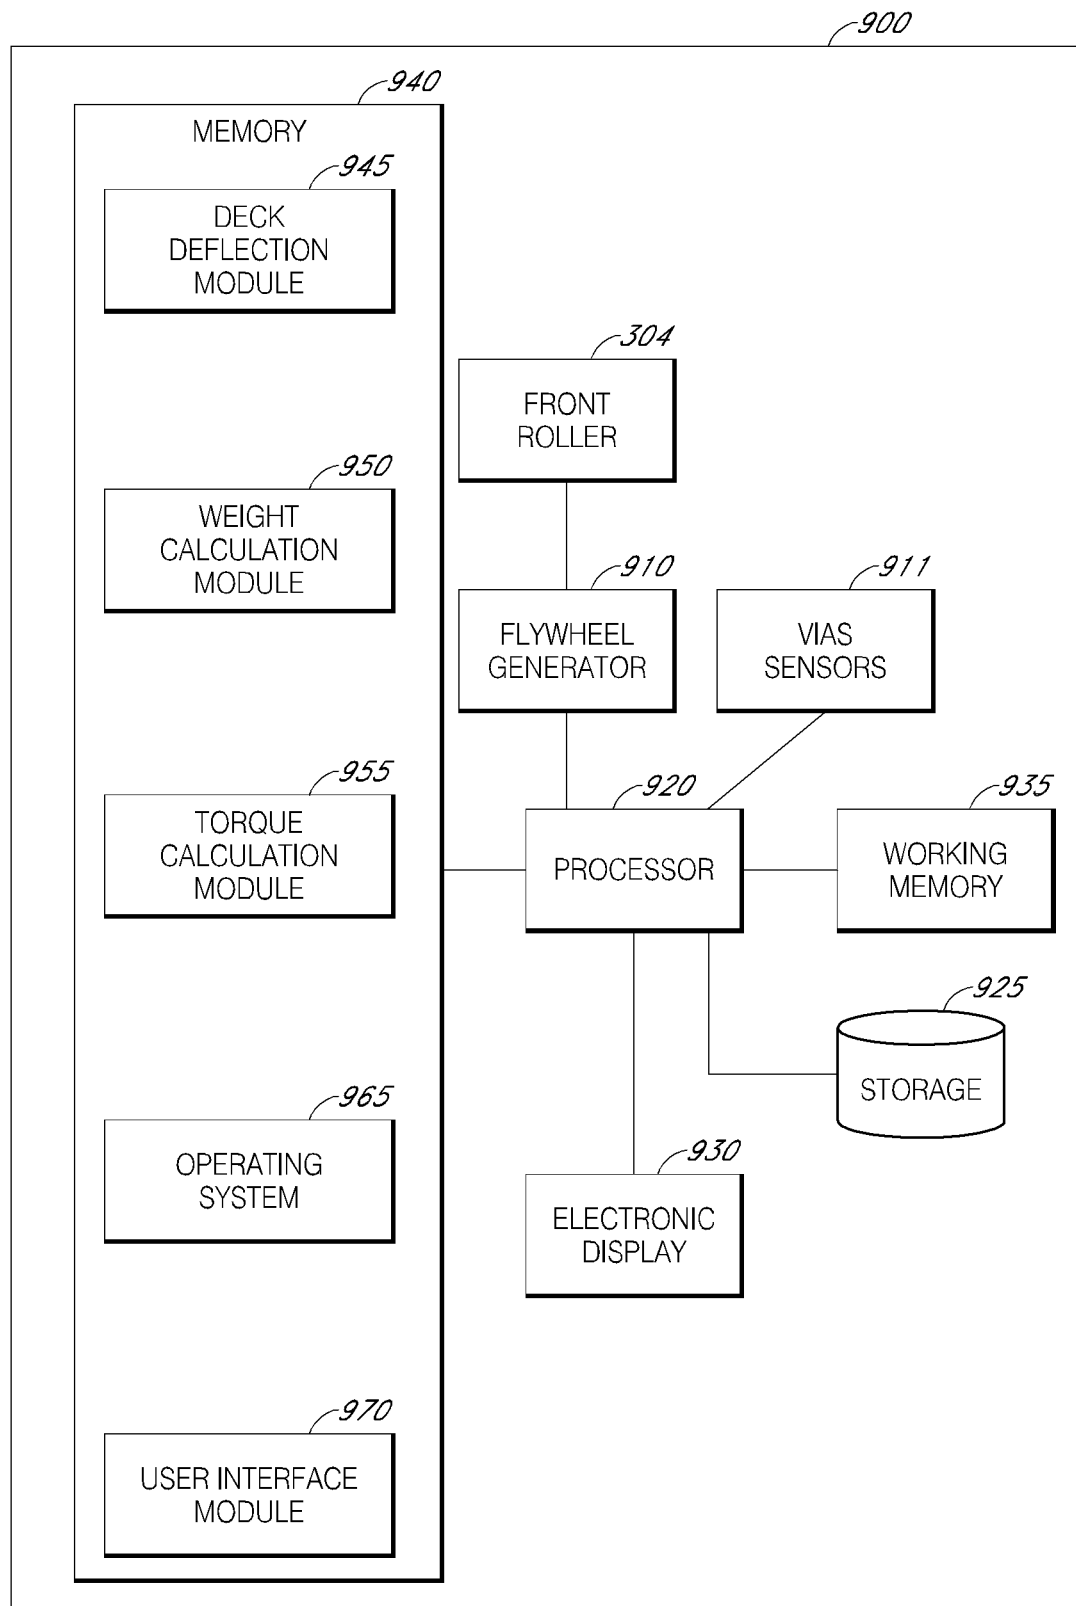 900
940
MEMORY
945
DECK
DEFLECTION
MODULE
304
FRONT
ROLLER
950
WEIGHT
CALCULATION
MODULE
910
FLYWHEEL
GENERATOR
911
VIAS
SENSORS
955
TORQUE
CALCULATION
MODULE
920
PROCESSOR
935
WORKING
MEMORY
925
STORAGE
965
OPERATING
SYSTEM
930
ELECTRONIC
DISPLAY
970
USER INTERFACE
MODULE